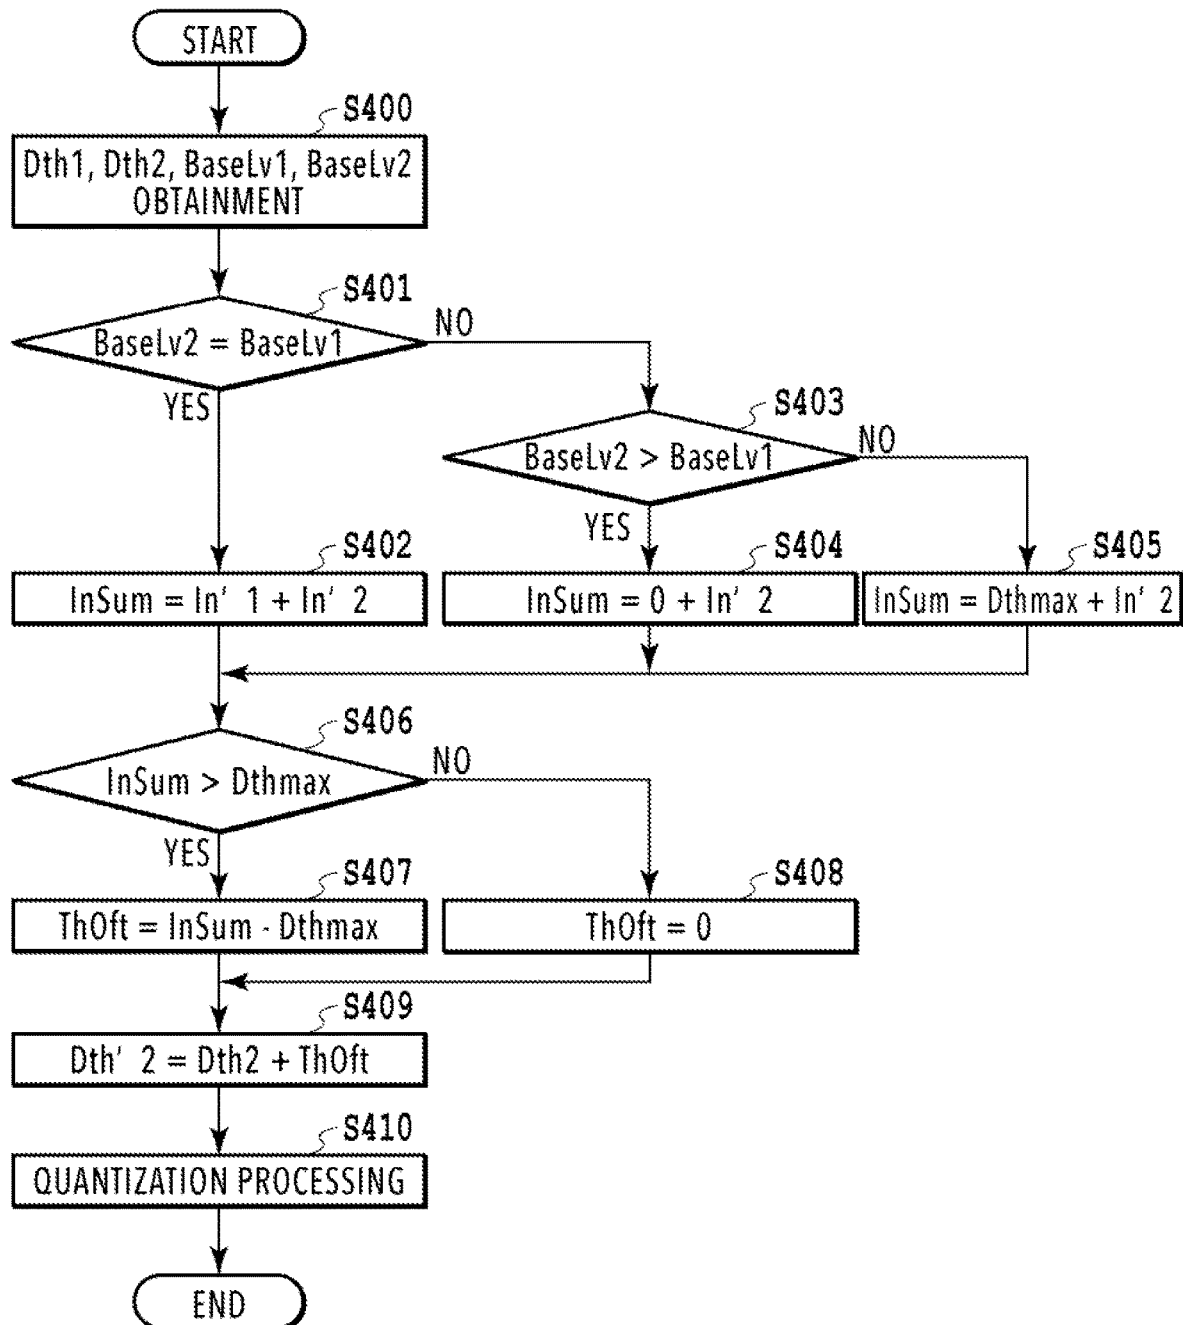 START
S400
Dth1, Dth2, BaseLv1, BaseLv2
OBTAINMENT
S401
BaseLv2 = BaseLv1
NO
YES
S403
BaseLv2 > BaseLv1
NO
YES
S402
InSum = In' 1 + In' 2
S404
InSum = 0 + In' 2
S405
InSum = Dthmax + In' 2
S406
InSum > Dthmax
NO
YES
S407
ThOft = InSum - Dthmax
S408
ThOft = 0
S409
Dth' 2 = Dth2 + ThOft
S410
QUANTIZATION PROCESSING
END